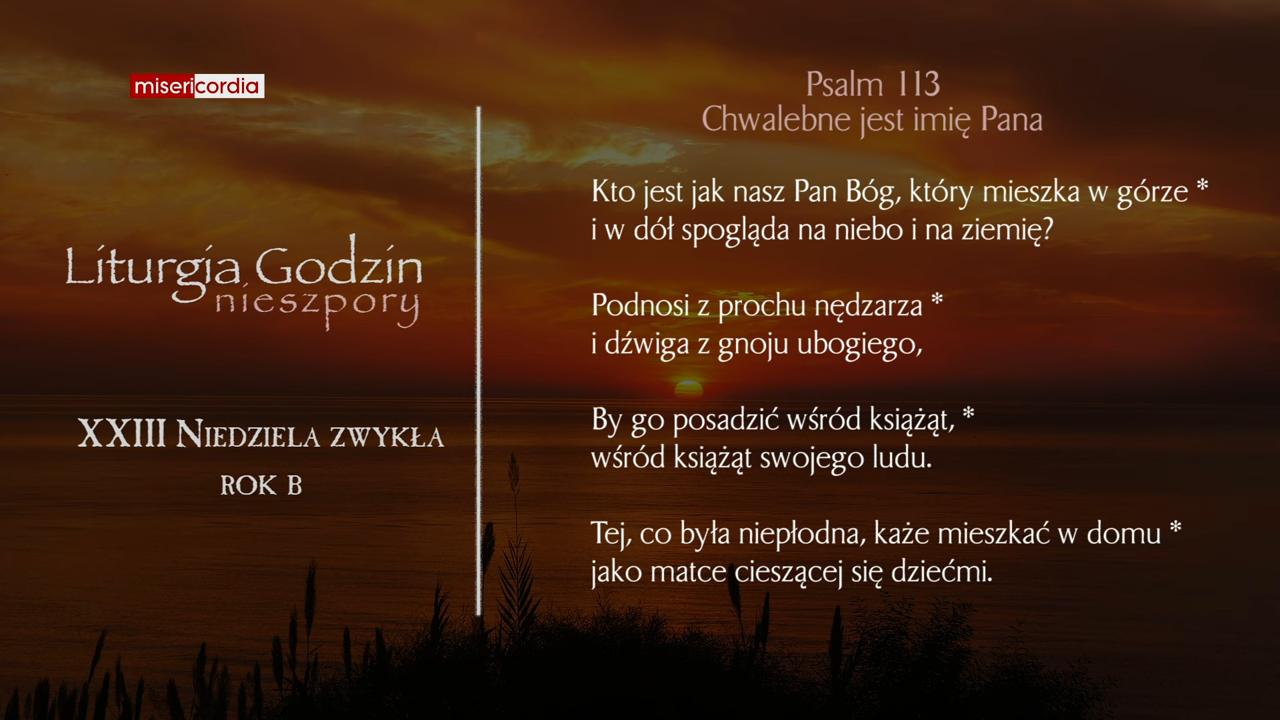 misericordia
Liturgia Godzin
nieszpory
XXIII Niedziela zwykła
rok B
Psalm 113
Chwalebne jest imię Pana
Kto jest jak nasz Pan Bóg, który mieszka w górze *
i w dół spogląda na niebo i na ziemię?
Podnosi z prochu nędzarza *
i dźwiga z gnoju ubogiego,
By go posadzić wśród książąt, *
wśród książąt swojego ludu.
Tej, co była niepłodna, każe mieszkać w domu *
jako matce cieszącej się dziećmi.